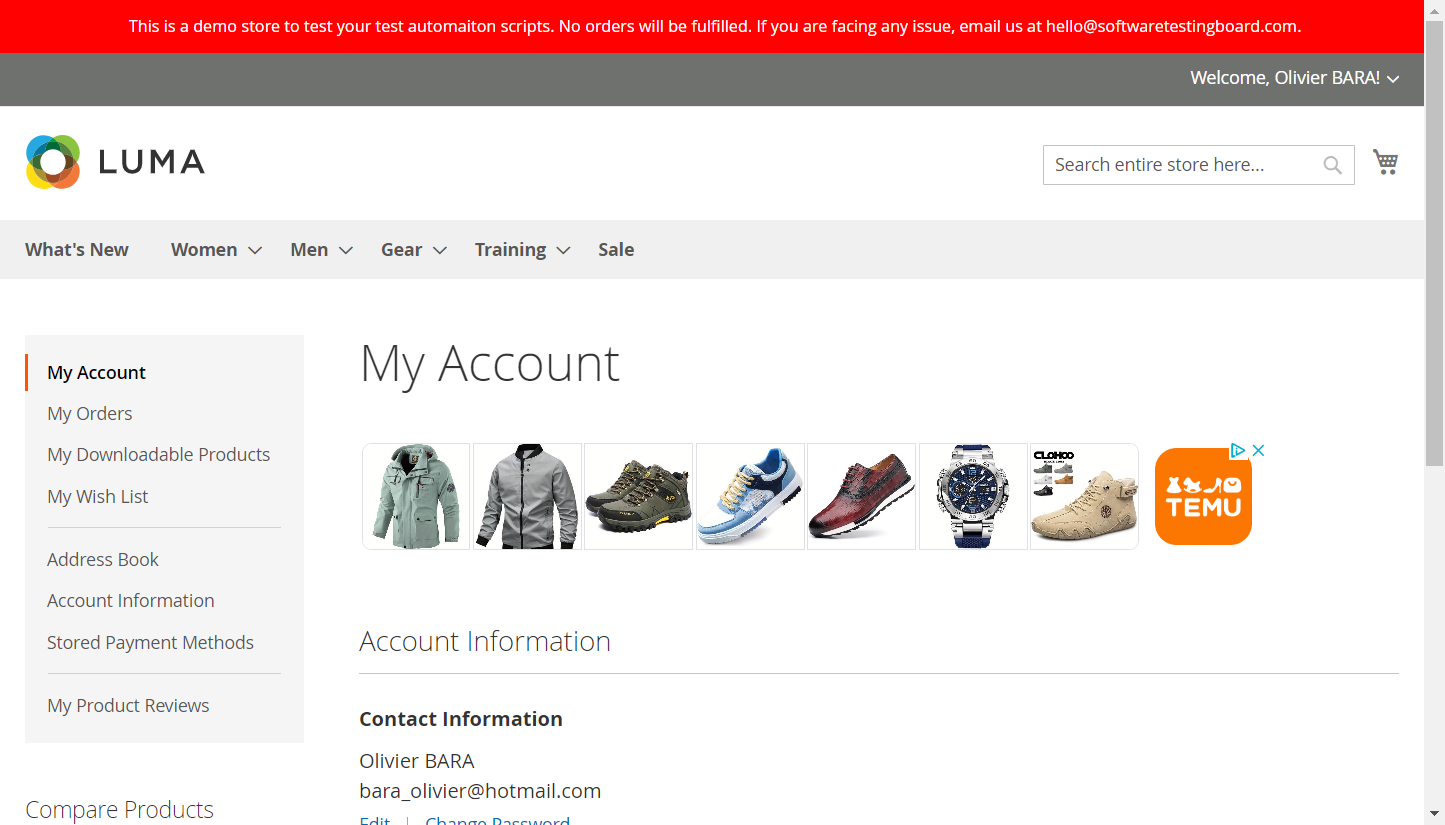 This is a demo store to test your test automaiton scripts. No orders will be fulfilled. If you are facing any issue, email us at hello@softwaretestingboard.com.
Welcome, Olivier BARA!
LUMA
Search entire store here...
What's New Women Men Gear Training Sale
My Account
My Orders
My Downloadable Products
My Wish List
Address Book
Account Information
Stored Payment Methods
My Product Reviews
Compare Products
My Account
CLOHOO
TEMU
Account Information
Contact Information
Olivier BARA
bara_olivier@hotmail.com
Edit | Change Password